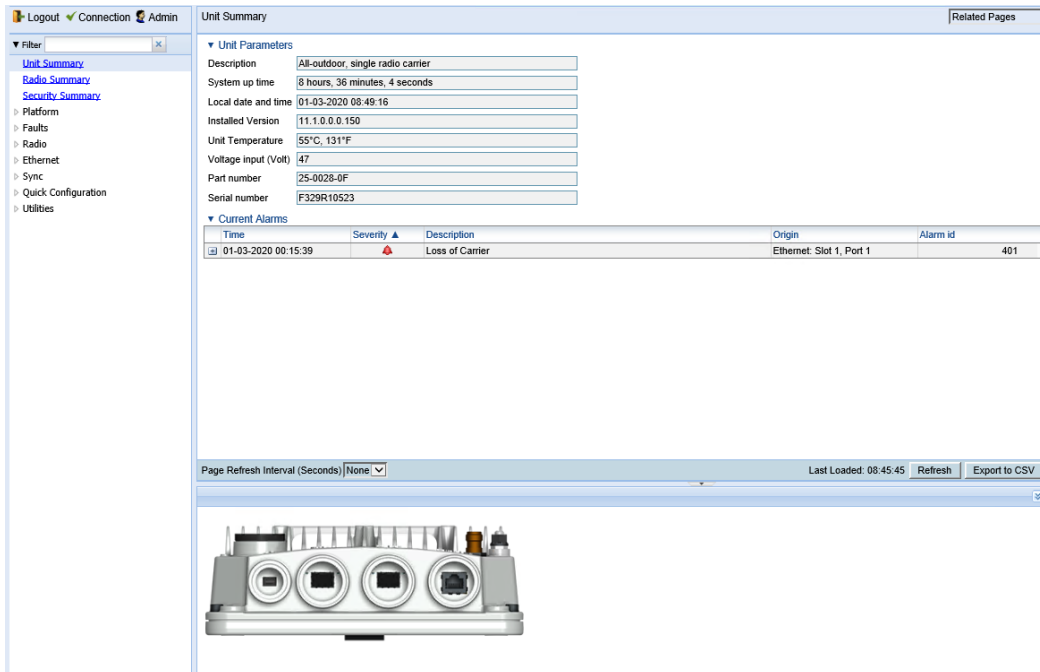 Logout Connection Admin
Unit Summary
Related Pages
Filter
Unit Summary
Radio Summary
Security Summary
Platform
Faults
Radio
Ethernet
Sync
Quick Configuration
Utilities
Unit Parameters
Description All-outdoor, single radio carrier
System up time 8 hours, 36 minutes, 4 seconds
Local date and time 01-03-2020 08:49:16
Installed Version 11.1.0.0.0.150
Unit Temperature 55°C, 131°F
Voltage input (Volt) 47
Part number 25-0028-0F
Serial number F329R10523
Current Alarms
Time Severity ▲ Description Origin Alarm id
01-03-2020 00:15:39 Loss of Carrier Ethernet: Slot 1, Port 1 401
Page Refresh Interval (Seconds) None Last Loaded: 08:45:45 Refresh Export to CSV